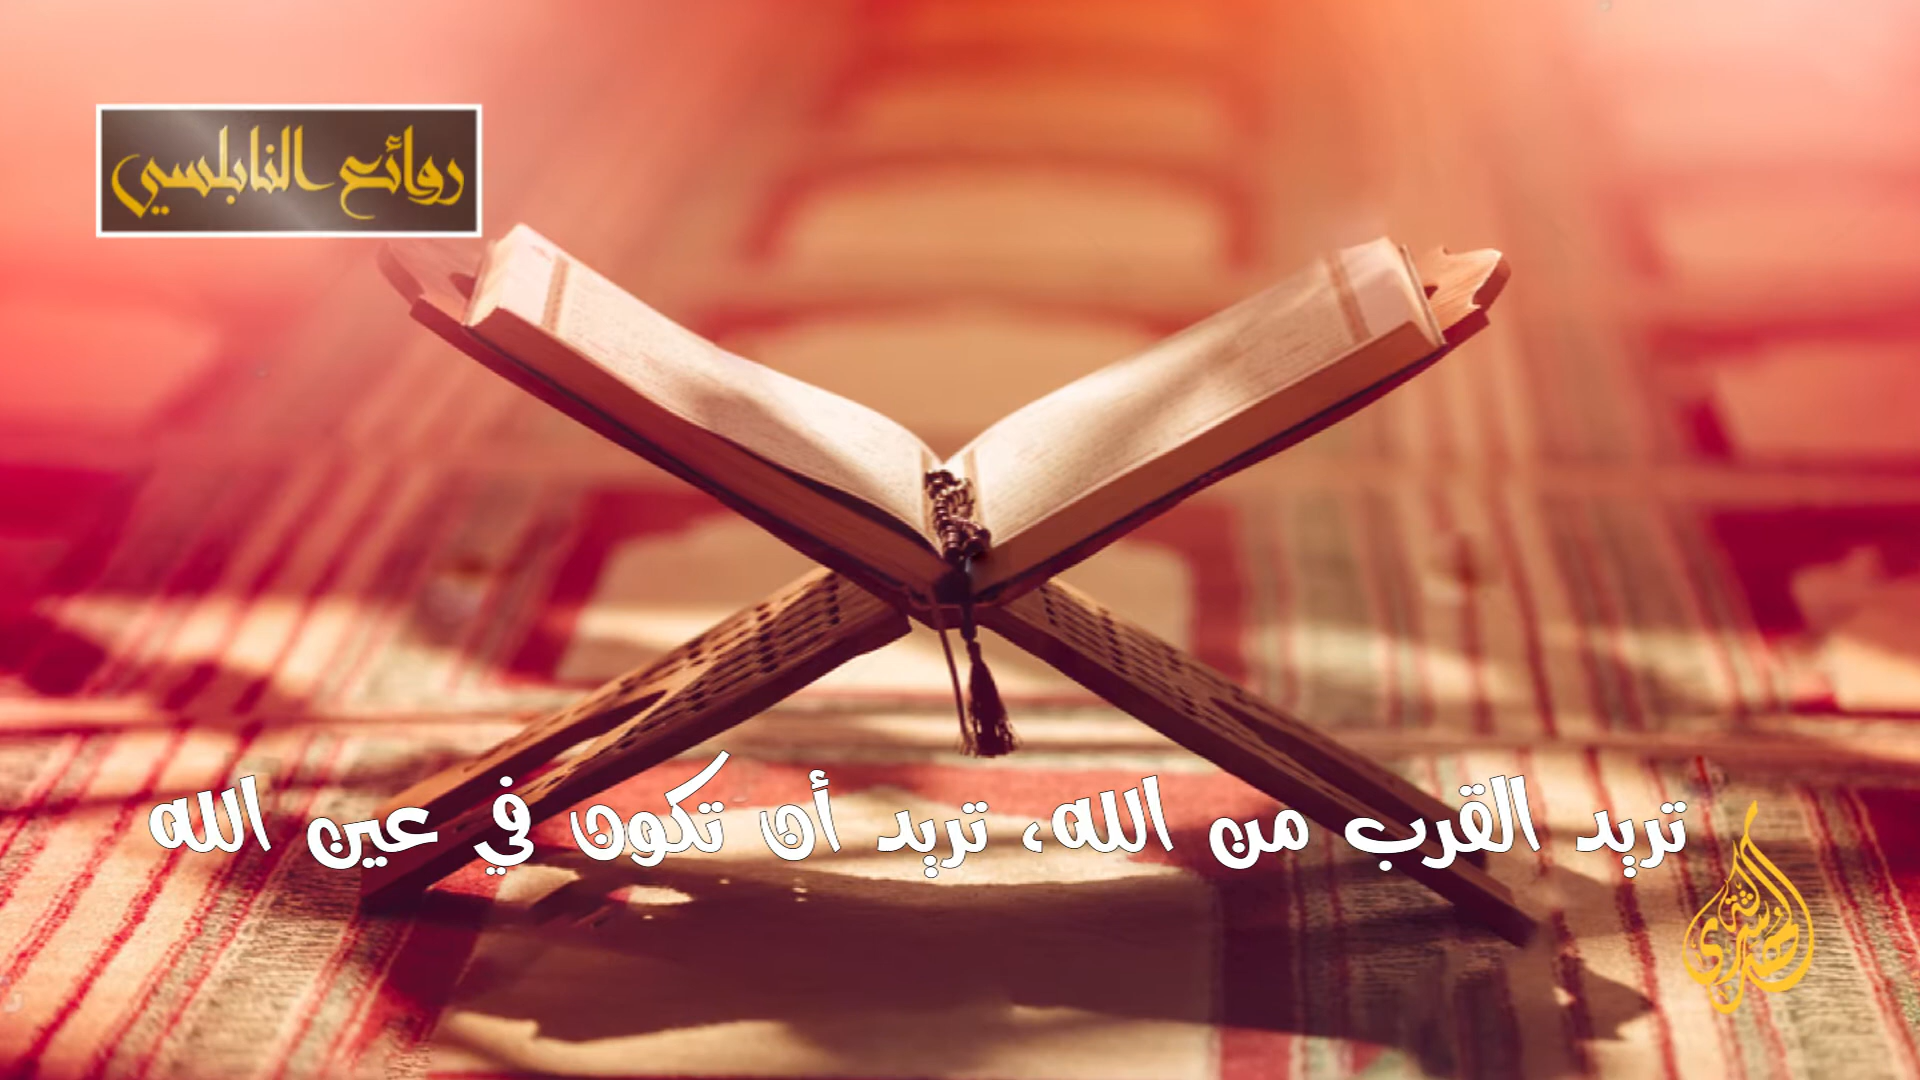 روائع النابلسي
تريد القرب من الله، تريد أن تكون في عين الله